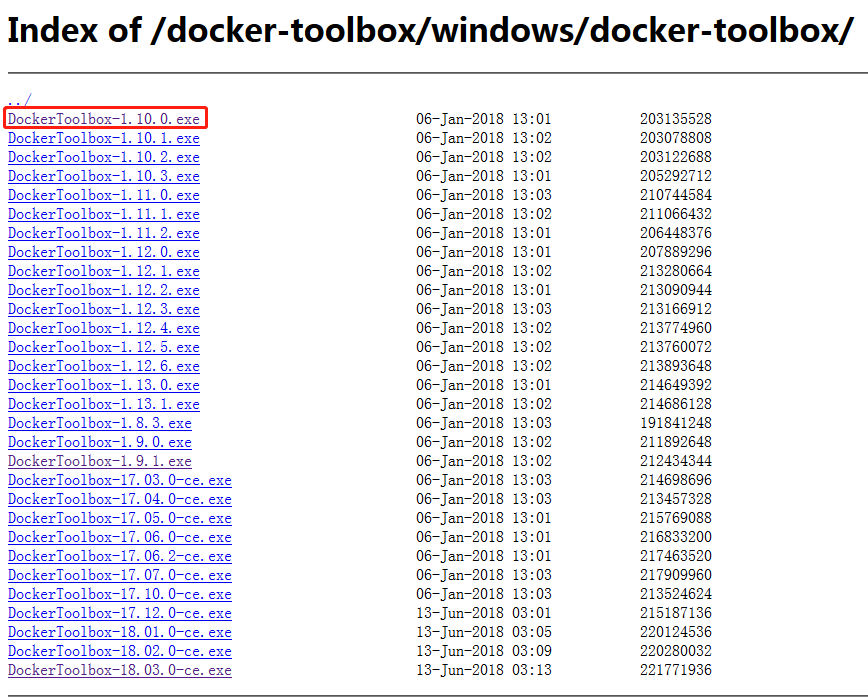 Index of /docker-toolbox/windows/docker-toolbox/
../
DockerToolbox-1.10.0.exe 06-Jan-2018 13:01 203135528
DockerToolbox-1.10.1.exe 06-Jan-2018 13:02 203078808
DockerToolbox-1.10.2.exe 06-Jan-2018 13:02 203122688
DockerToolbox-1.10.3.exe 06-Jan-2018 13:01 205292712
DockerToolbox-1.11.0.exe 06-Jan-2018 13:03 210744584
DockerToolbox-1.11.1.exe 06-Jan-2018 13:02 211066432
DockerToolbox-1.11.2.exe 06-Jan-2018 13:01 206448376
DockerToolbox-1.12.0.exe 06-Jan-2018 13:01 207889296
DockerToolbox-1.12.1.exe 06-Jan-2018 13:02 213280664
DockerToolbox-1.12.2.exe 06-Jan-2018 13:01 213090944
DockerToolbox-1.12.3.exe 06-Jan-2018 13:03 213166912
DockerToolbox-1.12.4.exe 06-Jan-2018 13:02 213774960
DockerToolbox-1.12.5.exe 06-Jan-2018 13:02 213760072
DockerToolbox-1.12.6.exe 06-Jan-2018 13:02 213893648
DockerToolbox-1.13.0.exe 06-Jan-2018 13:01 214649392
DockerToolbox-1.13.1.exe 06-Jan-2018 13:02 214686128
DockerToolbox-1.8.3.exe 06-Jan-2018 13:03 191841248
DockerToolbox-1.9.0.exe 06-Jan-2018 13:02 211892648
DockerToolbox-1.9.1.exe 06-Jan-2018 13:02 212434344
DockerToolbox-17.03.0-ce.exe 06-Jan-2018 13:03 214698696
DockerToolbox-17.04.0-ce.exe 06-Jan-2018 13:03 213457328
DockerToolbox-17.05.0-ce.exe 06-Jan-2018 13:01 215769088
DockerToolbox-17.06.0-ce.exe 06-Jan-2018 13:01 216833200
DockerToolbox-17.06.2-ce.exe 06-Jan-2018 13:01 217463520
DockerToolbox-17.07.0-ce.exe 06-Jan-2018 13:03 217909960
DockerToolbox-17.10.0-ce.exe 06-Jan-2018 13:03 213524624
DockerToolbox-17.12.0-ce.exe 13-Jun-2018 03:01 215187136
DockerToolbox-18.01.0-ce.exe 13-Jun-2018 03:05 220124536
DockerToolbox-18.02.0-ce.exe 13-Jun-2018 03:09 220280032
DockerToolbox-18.03.0-ce.exe 13-Jun-2018 03:13 221771936